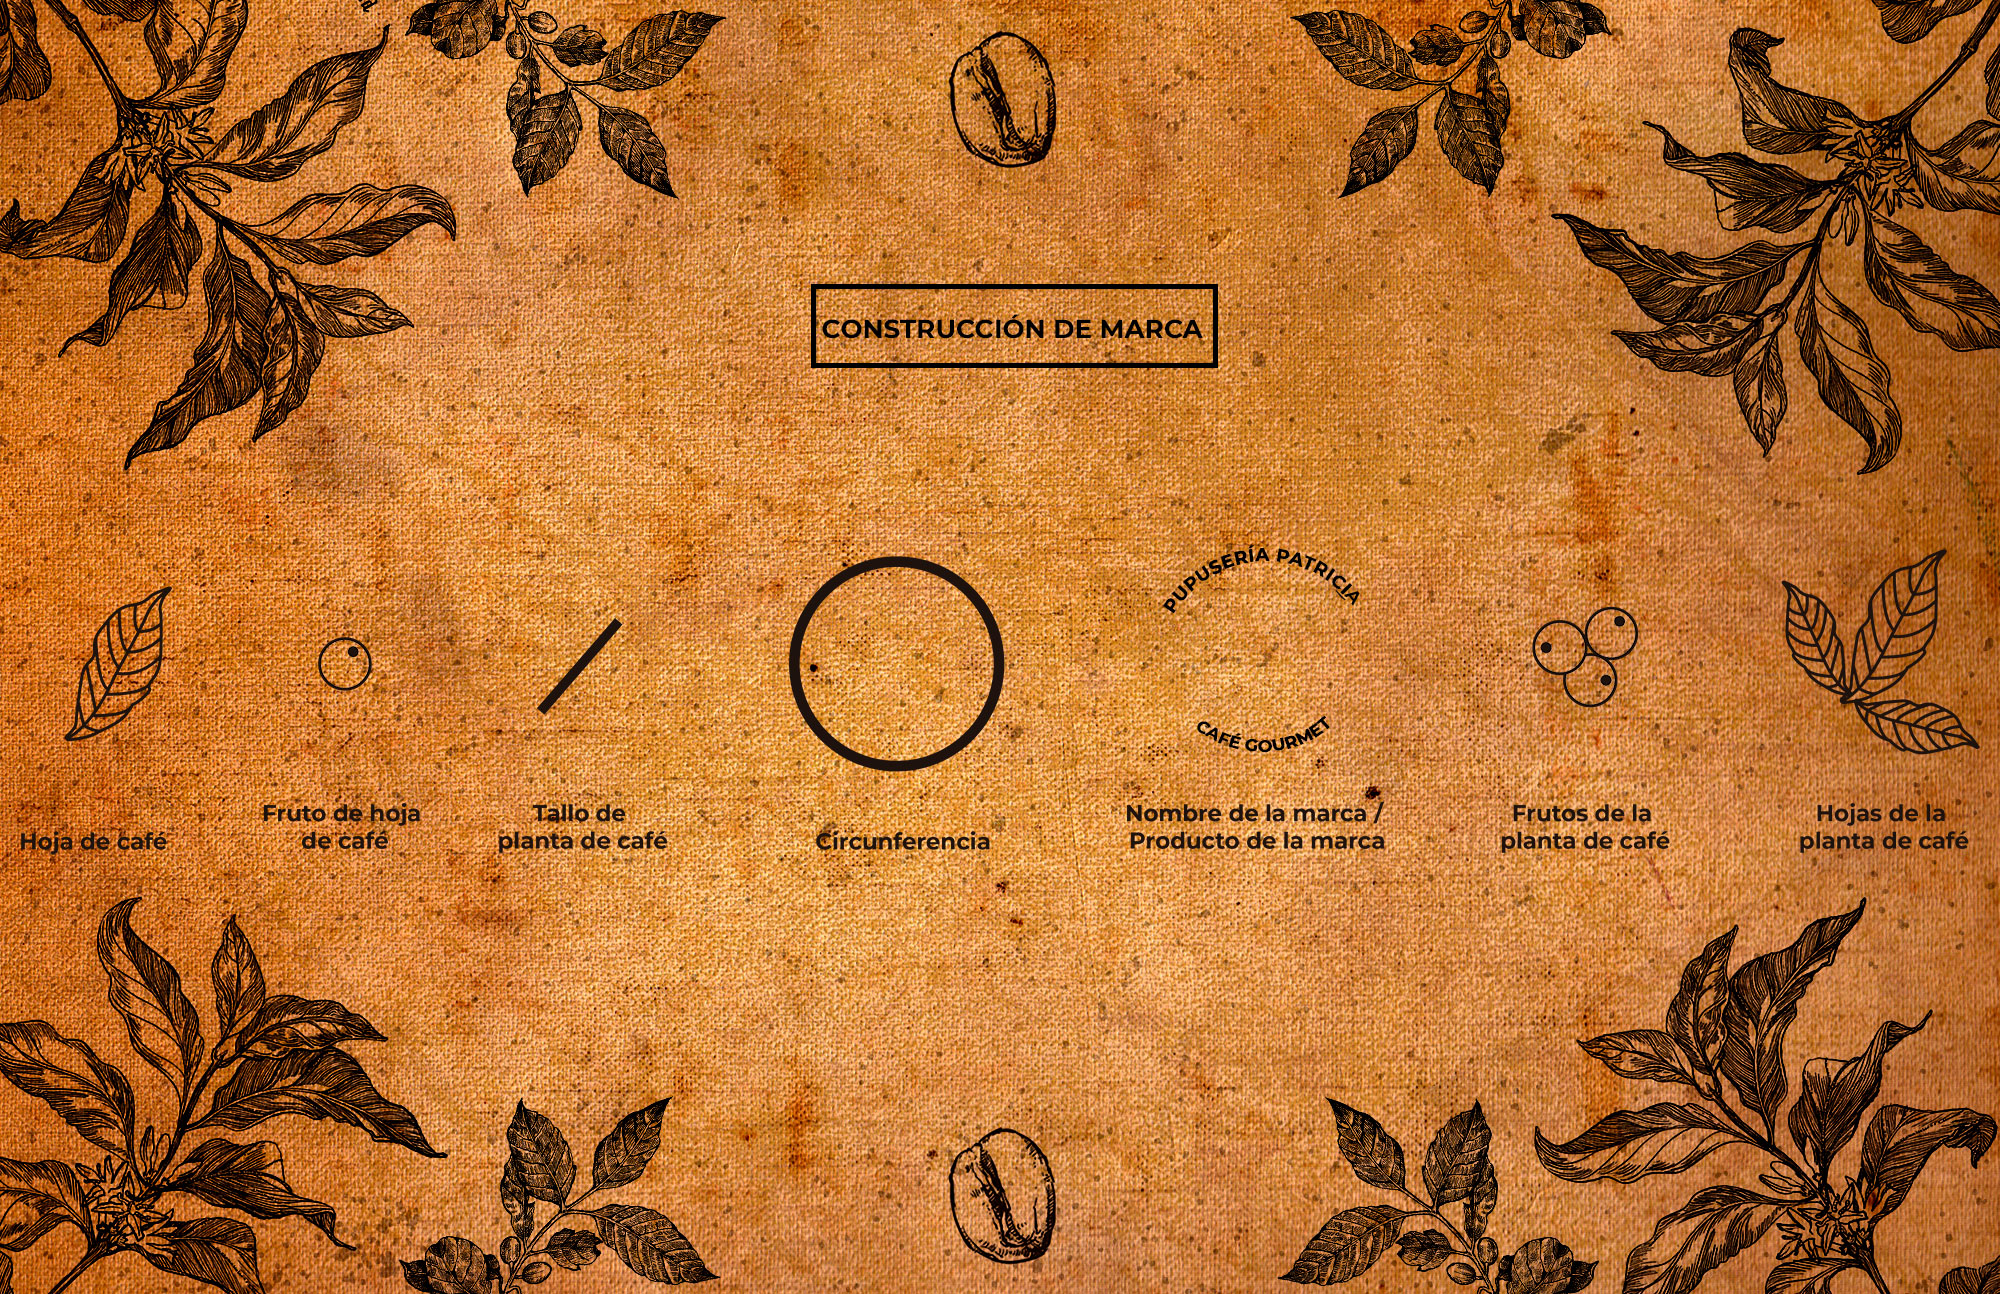 CONSTRUCCIÓN DE MARCA
PUPUSERÍA PATRICIA
CAFÉ GOURMET
Hoja de café
Fruto de hoja
de café
Tallo de
planta de café
Circunferencia
Nombre de la marca /
Producto de la marca
Frutos de la
planta de café
Hojas de la
planta de café